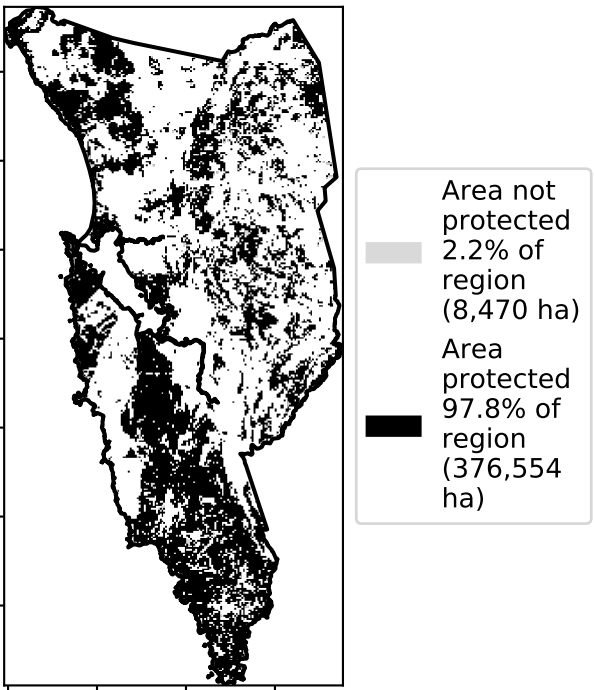 Area not
protected
2.2% of
region
(8,470 ha)
Area
protected
97.8% of
region
(376,554
ha)